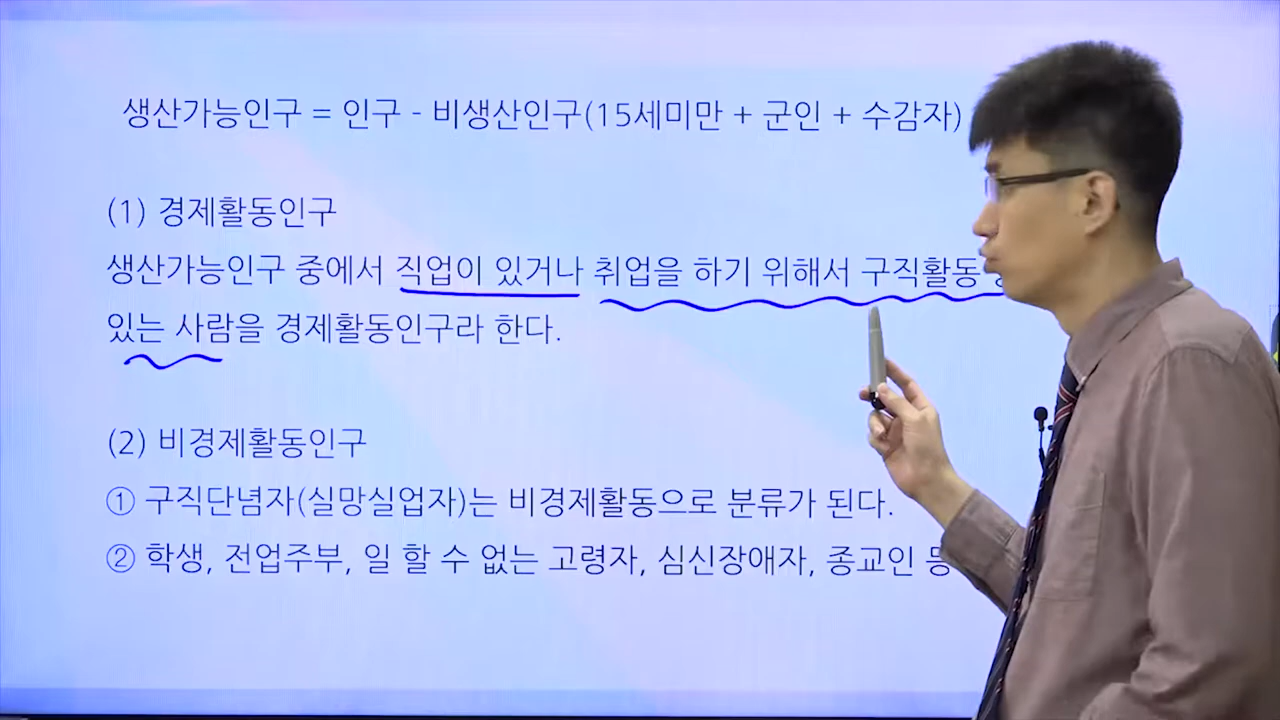 생산가능인구 = 인구 - 비생산인구(15세미만 + 군인 + 수감자)
(1) 경제활동인구
생산가능인구 중에서 직업이 있거나 취업을 하기 위해서 구직활동
있는 사람을 경제활동인구라 한다.
(2) 비경제활동인구
① 구직단념자(실망실업자)는 비경제활동으로 분류가 된다.
② 학생, 전업주부, 일 할 수 없는 고령자, 심신장애자, 종교인 등